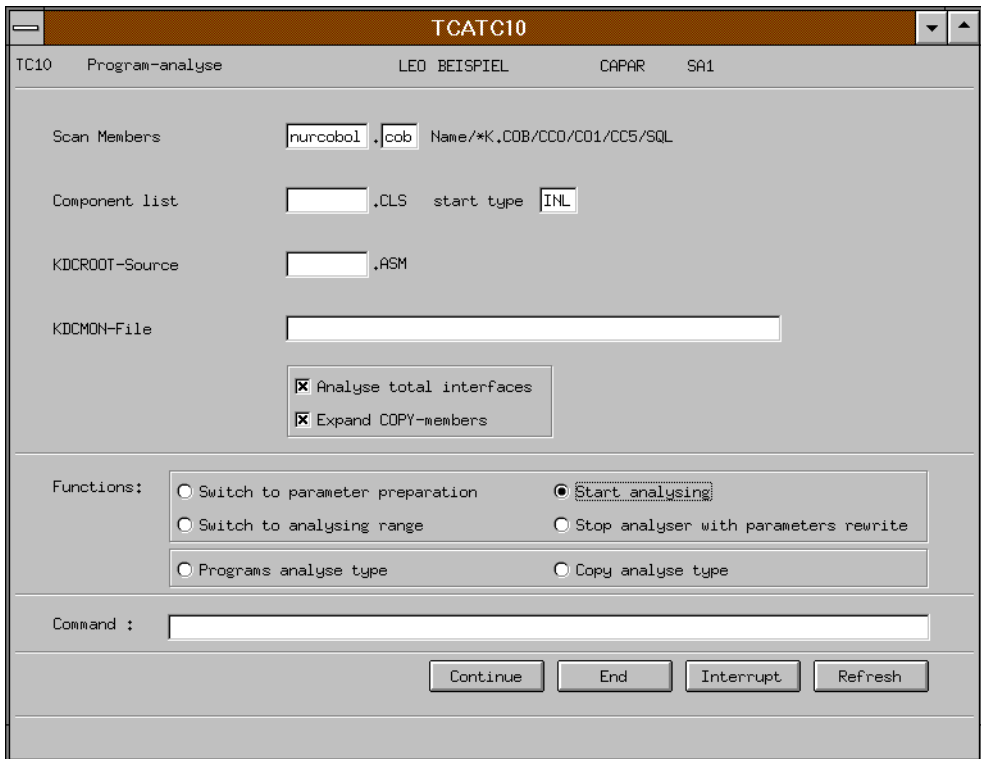 TCATC10
TC10 Program-analyse LEO BEISPIEL CAPAR SA1
Scan Members nurcobol .cob Name/*K.COB/CCO/CO1/CC5/SQL
Component list .CLS start type INL
KDCROOT-Source .ASM
KDCMON-File
Analyse total interfaces
Expand COPY-members
Functions: Switch to parameter preparation Start analysing
Switch to analysing range Stop analyser with parameters rewrite
Programs analyse type Copy analyse type
Command :
Continue End Interrupt Refresh